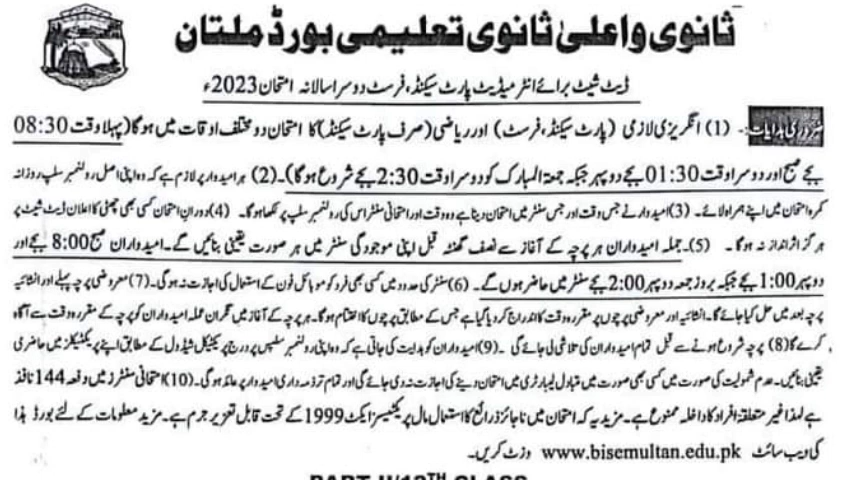 ثانوی و اعلیٰ ثانوی تعلیمی بورڈ ملتان
ڈیٹ شیٹ برائے انٹرمیڈیٹ پارٹ سیکنڈ، فرسٹ دوسرا سالانہ امتحان 2023ء
ضروری ہدایات:- (1) انگریزی لازمی (پارٹ سیکنڈ، فرسٹ) اور ریاضی (صرف پارٹ سیکنڈ) کا امتحان دو مختلف اوقات میں ہوگا (پہلا وقت 08:30
بجے صبح اور دوسرا وقت 01:30 بجے دوپہر جبکہ جمعۃ المبارک کو دوسرا وقت 2:30 بجے شروع ہوگا)۔ (2) ہر امیدوار پر لازم ہے کہ وہ اپنی اصل رولنمبر سلپ روزانہ
کمرہ امتحان میں اپنے ہمراہ لائے۔ (3) امیدوار نے جس وقت اور جس سنٹر میں امتحان دینا ہے وہ وقت اور امتحانی سنٹر اس کی رولنمبر سلپ پر لکھا ہوگا۔ (4) دوران امتحان کسی بھی چھٹی کا اعلان ڈیٹ شیٹ پر
ہرگز اثر انداز نہ ہوگا۔ (5)۔ جملہ امیدواران ہر پرچہ کے آغاز سے نصف گھنٹہ قبل اپنی موجودگی سنٹر میں ہر صورت یقینی بنائیں گے۔ امیدواران صبح 8:00 بجے اور
دوپہر 1:00 بجے جبکہ بروز جمعہ دوپہر 2:00 بجے سنٹر میں حاضر ہوں گے۔ (6) سنٹر کی حدود میں کسی بھی فرد کو موبائل فون کے استعمال کی اجازت نہ ہوگی۔ (7) معروضی پرچہ پہلے اور انشائیہ
پرچہ بعد میں حل کیا جائے گا۔ انشائیہ اور معروضی پرچوں پر مقررہ وقت کا اندراج کر دیا گیا ہے جس کے مطابق پرچوں کا اختتام ہوگا۔ ہر پرچہ کے آغاز میں نگران عملہ امیدواران کو پرچہ کے مقررہ وقت سے آگاہ
کرے گا (8) پرچہ شروع ہونے سے قبل تمام امیدواران کی تلاشی لی جائے گی۔ (9) امیدواران کو ہدایت کی جاتی ہے کہ وہ اپنی رولنمبر سلپس پر درج پریکٹیکل شیڈول کے مطابق اپنے پریکٹیکلز میں حاضری
یقینی بنائیں۔ عدم شمولیت کی صورت میں کسی بھی صورت میں متبادل لیبارٹری میں امتحان دینے کی اجازت نہ دی جائے گی اور تمام تر ذمہ داری امیدوار پر عائد ہوگی۔ (10) امتحانی سنٹرز میں دفعہ 144 نافذ
ہے لہذا غیر متعلقہ افراد کا داخلہ ممنوع ہے۔ مزید یہ کہ امتحان میں ناجائز ذرائع کا استعمال مال پریکٹیسز ایکٹ 1999 کے تحت قابل تعزیر جرم ہے۔ مزید معلومات کے لئے بورڈ ہذا
کی ویب سائٹ www.bisemultan.edu.pk وزٹ کریں۔